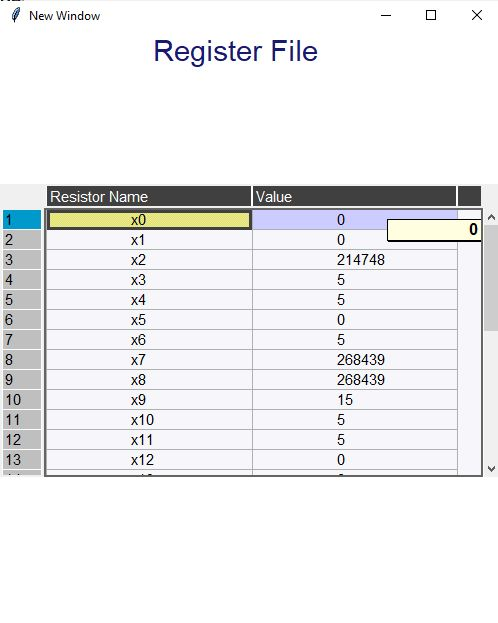 New Window
Register File
Resistor Name Value
1 x0 0
0
2 x1 0
3 x2 214748
4 x3 5
5 x4 5
6 x5 0
7 x6 5
8 x7 268439
9 x8 268439
10 x9 15
11 x10 5
12 x11 5
13 x12 0